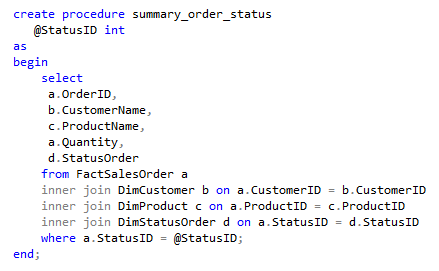 create procedure summary_order_status
@StatusID int
as
begin
select
a.OrderID,
b.CustomerName,
c.ProductName,
a.Quantity,
d.StatusOrder
from FactSalesOrder a
inner join DimCustomer b on a.CustomerID = b.CustomerID
inner join DimProduct c on a.ProductID = c.ProductID
inner join DimStatusOrder d on a.StatusID = d.StatusID
where a.StatusID = @StatusID;
end;